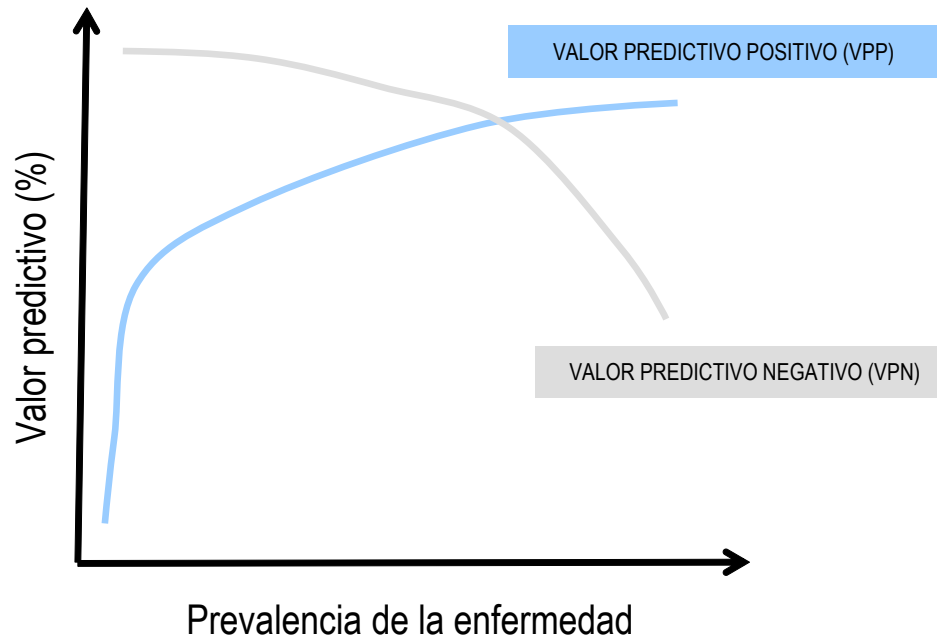 VALOR PREDICTIVO POSITIVO (VPP)
Valor predictivo (%)
VALOR PREDICTIVO NEGATIVO (VPN)
Prevalencia de la enfermedad